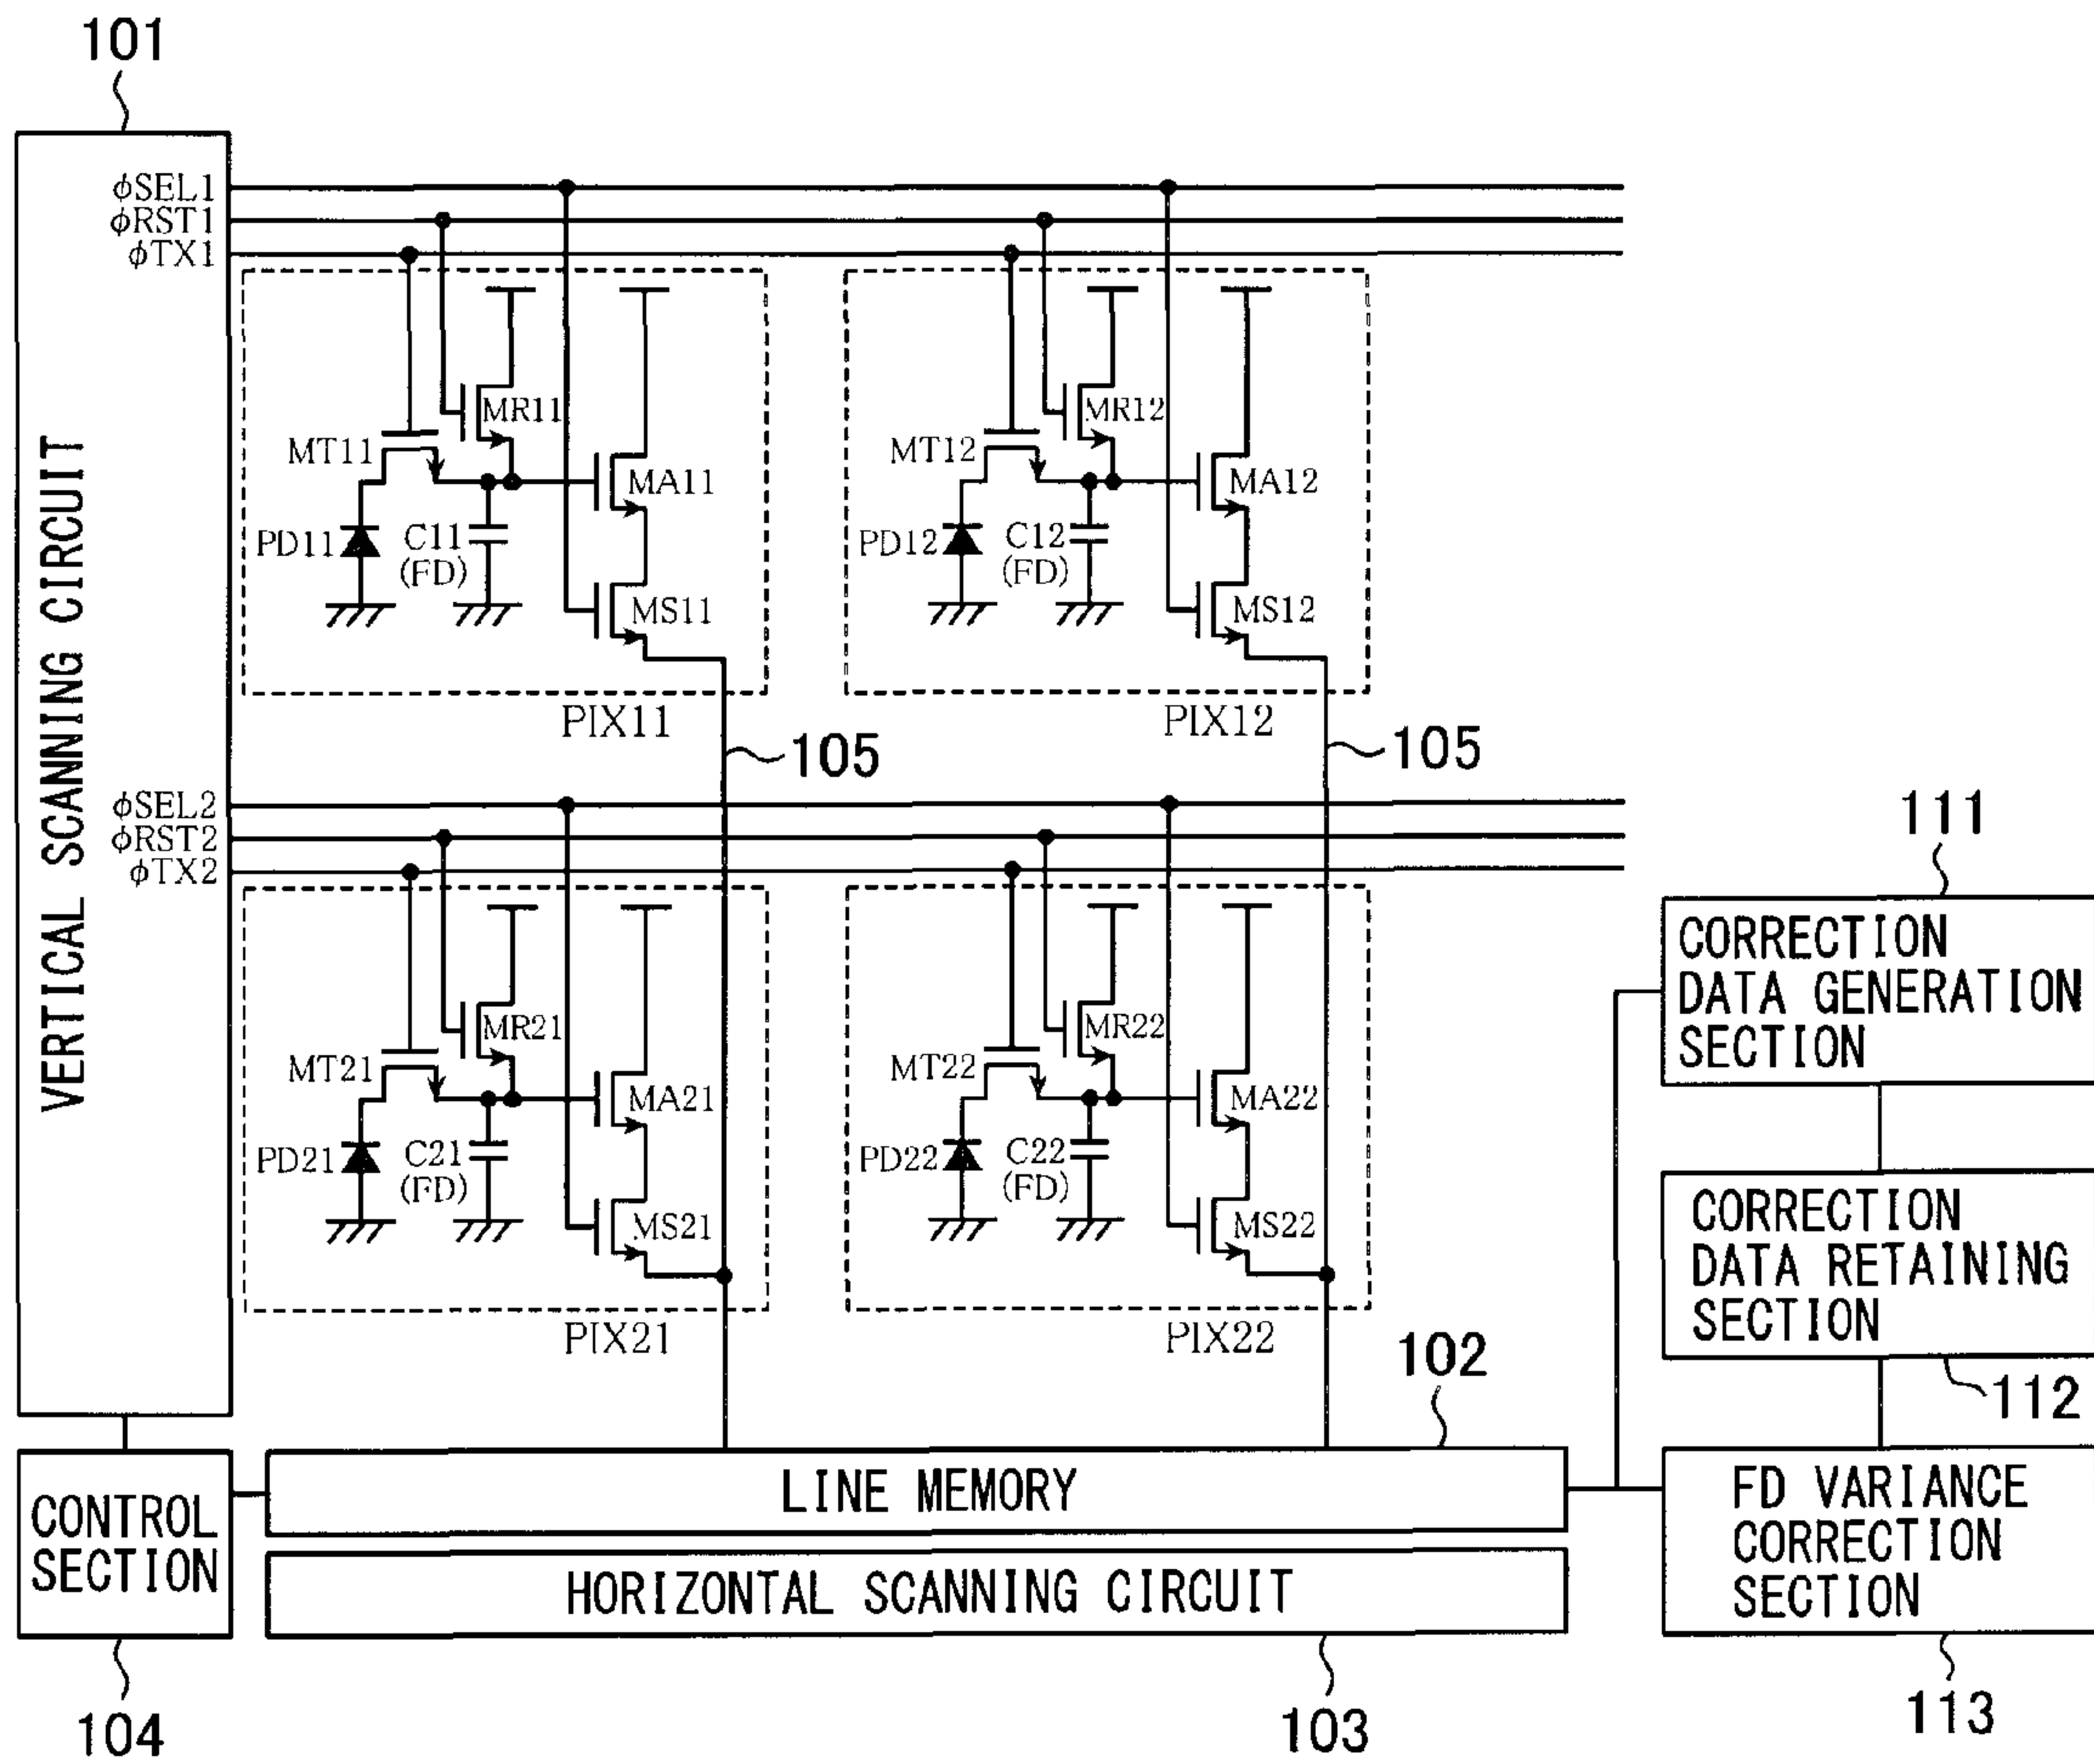 101
φSEL1
φRST1
φTX1
MR11
MT11
MA11
PD11
C11
(FD)
MS11
PIX11
MR12
MT12
MA12
PD12
C12
(FD)
MS12
PIX12
105
105
VERTICAL SCANNING CIRCUIT
φSEL2
φRST2
φTX2
MR21
MT21
MA21
PD21
C21
(FD)
MS21
PIX21
MR22
MT22
MA22
PD22
C22
(FD)
MS22
PIX22
111
CORRECTION
DATA GENERATION
SECTION
CORRECTION
DATA RETAINING
SECTION
112
102
LINE MEMORY
CONTROL
SECTION
HORIZONTAL SCANNING CIRCUIT
FD VARIANCE
CORRECTION
SECTION
104
103
113